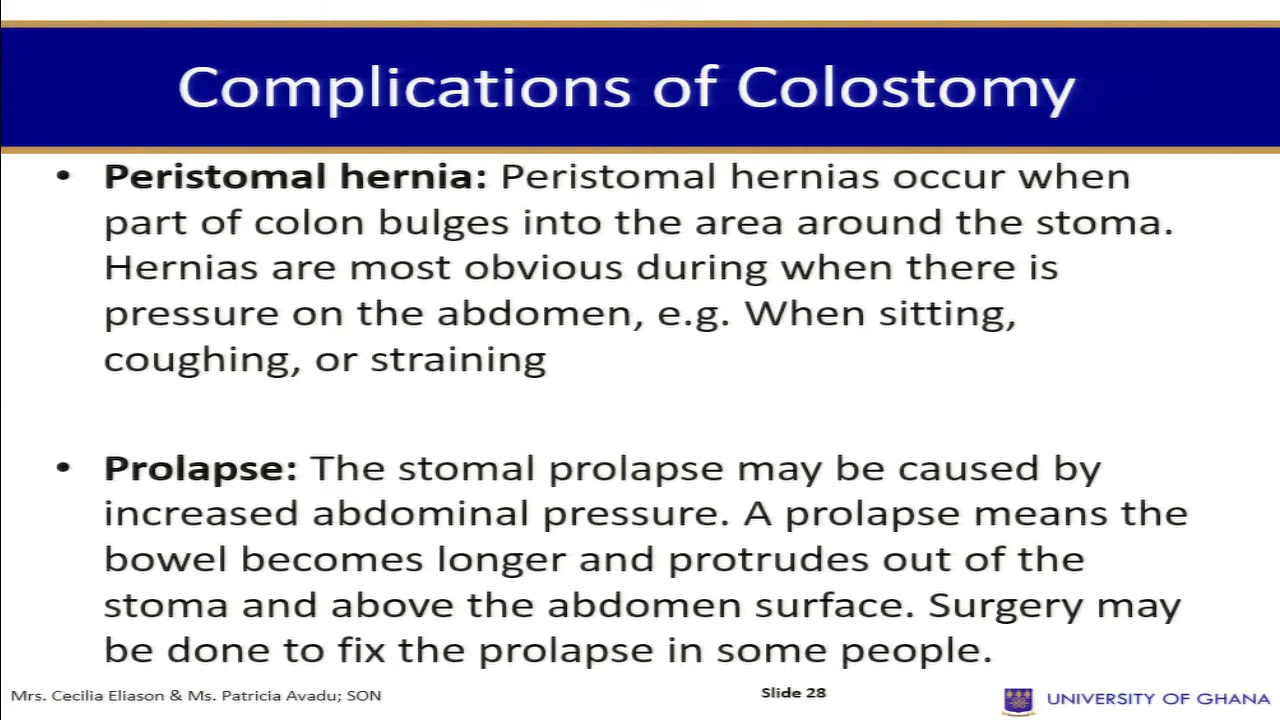 Complications of Colostomy
• Peristomal hernia: Peristomal hernias occur when
part of colon bulges into the area around the stoma.
Hernias are most obvious during when there is
pressure on the abdomen, e.g. When sitting,
coughing, or straining
• Prolapse: The stomal prolapse may be caused by
increased abdominal pressure. A prolapse means the
bowel becomes longer and protrudes out of the
stoma and above the abdomen surface. Surgery may
be done to fix the prolapse in some people.
Mrs. Cecilia Eliason & Ms. Patricia Avadu; SON
Slide 28
UNIVERSITY OF GHANA